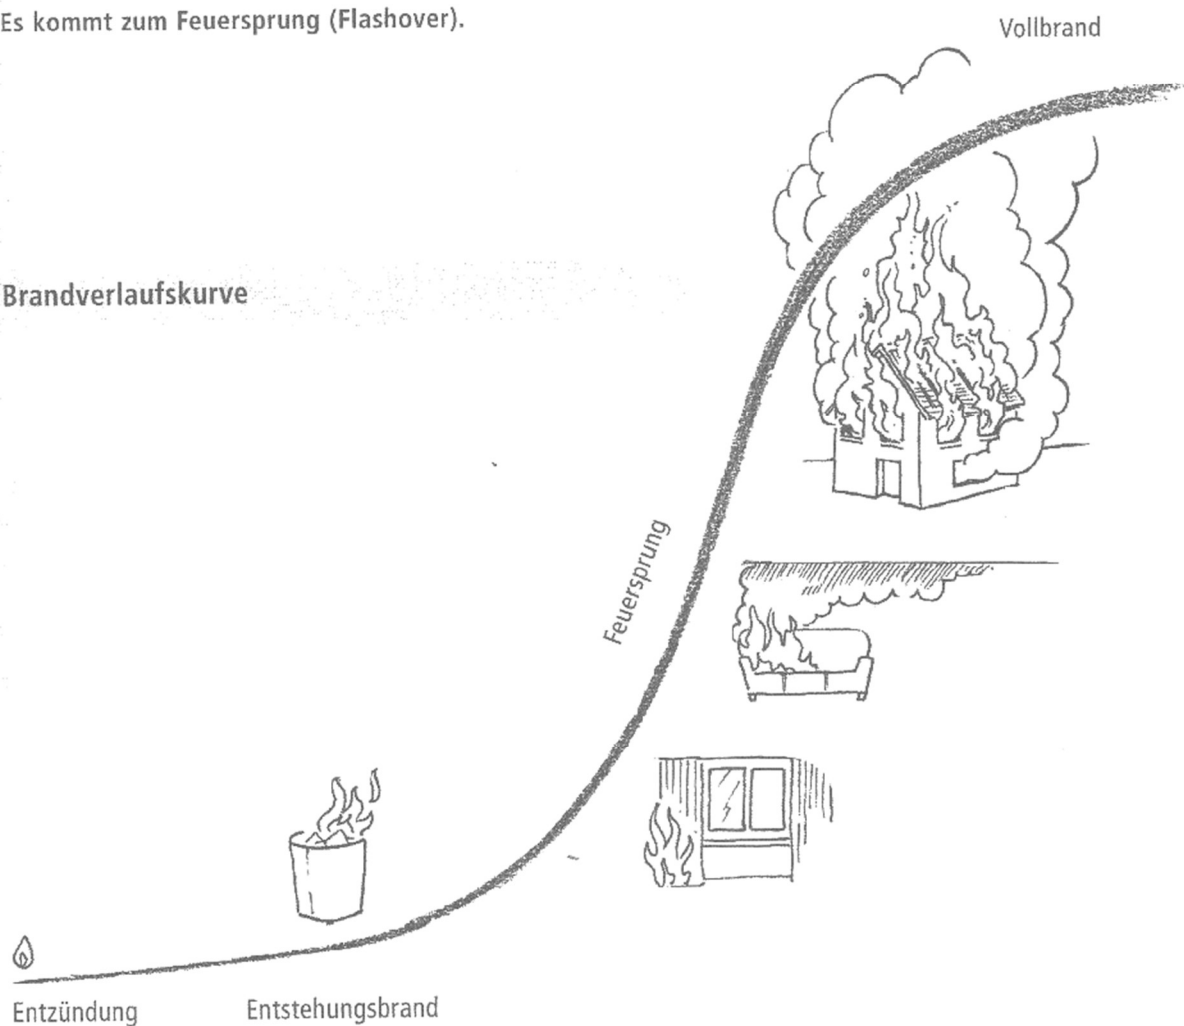 Es kommt zum Feuersprung (Flashover).
Vollbrand
Brandverlaufskurve
Feuersprung
Entzündung
Entstehungsbrand